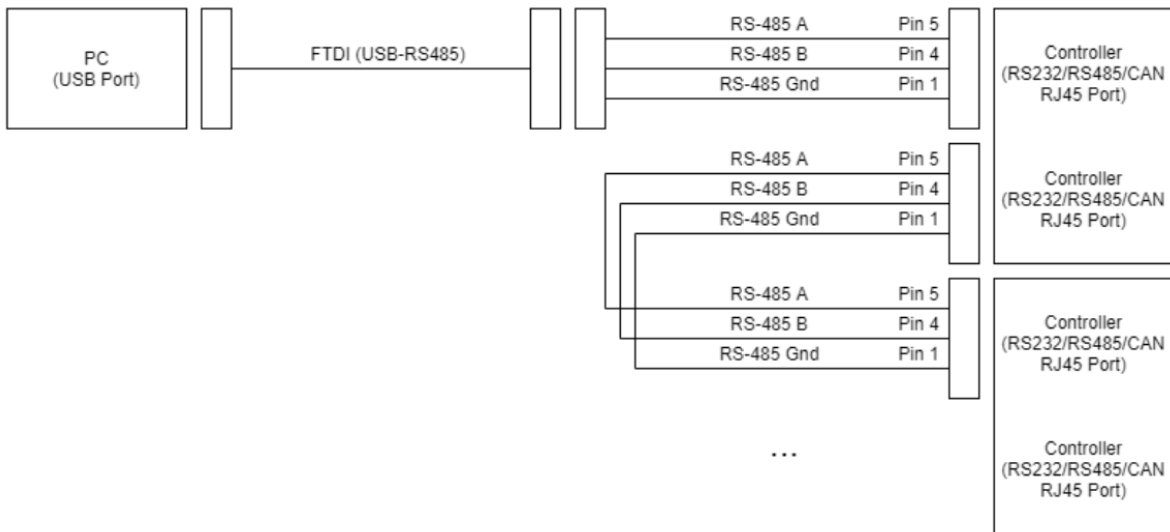 PC
(USB Port)
FTDI (USB-RS485)
RS-485 A Pin 5
RS-485 B Pin 4
RS-485 Gnd Pin 1
Controller
(RS232/RS485/CAN
RJ45 Port)
RS-485 A Pin 5
RS-485 B Pin 4
RS-485 Gnd Pin 1
Controller
(RS232/RS485/CAN
RJ45 Port)
RS-485 A Pin 5
RS-485 B Pin 4
RS-485 Gnd Pin 1
Controller
(RS232/RS485/CAN
RJ45 Port)
...
Controller
(RS232/RS485/CAN
RJ45 Port)